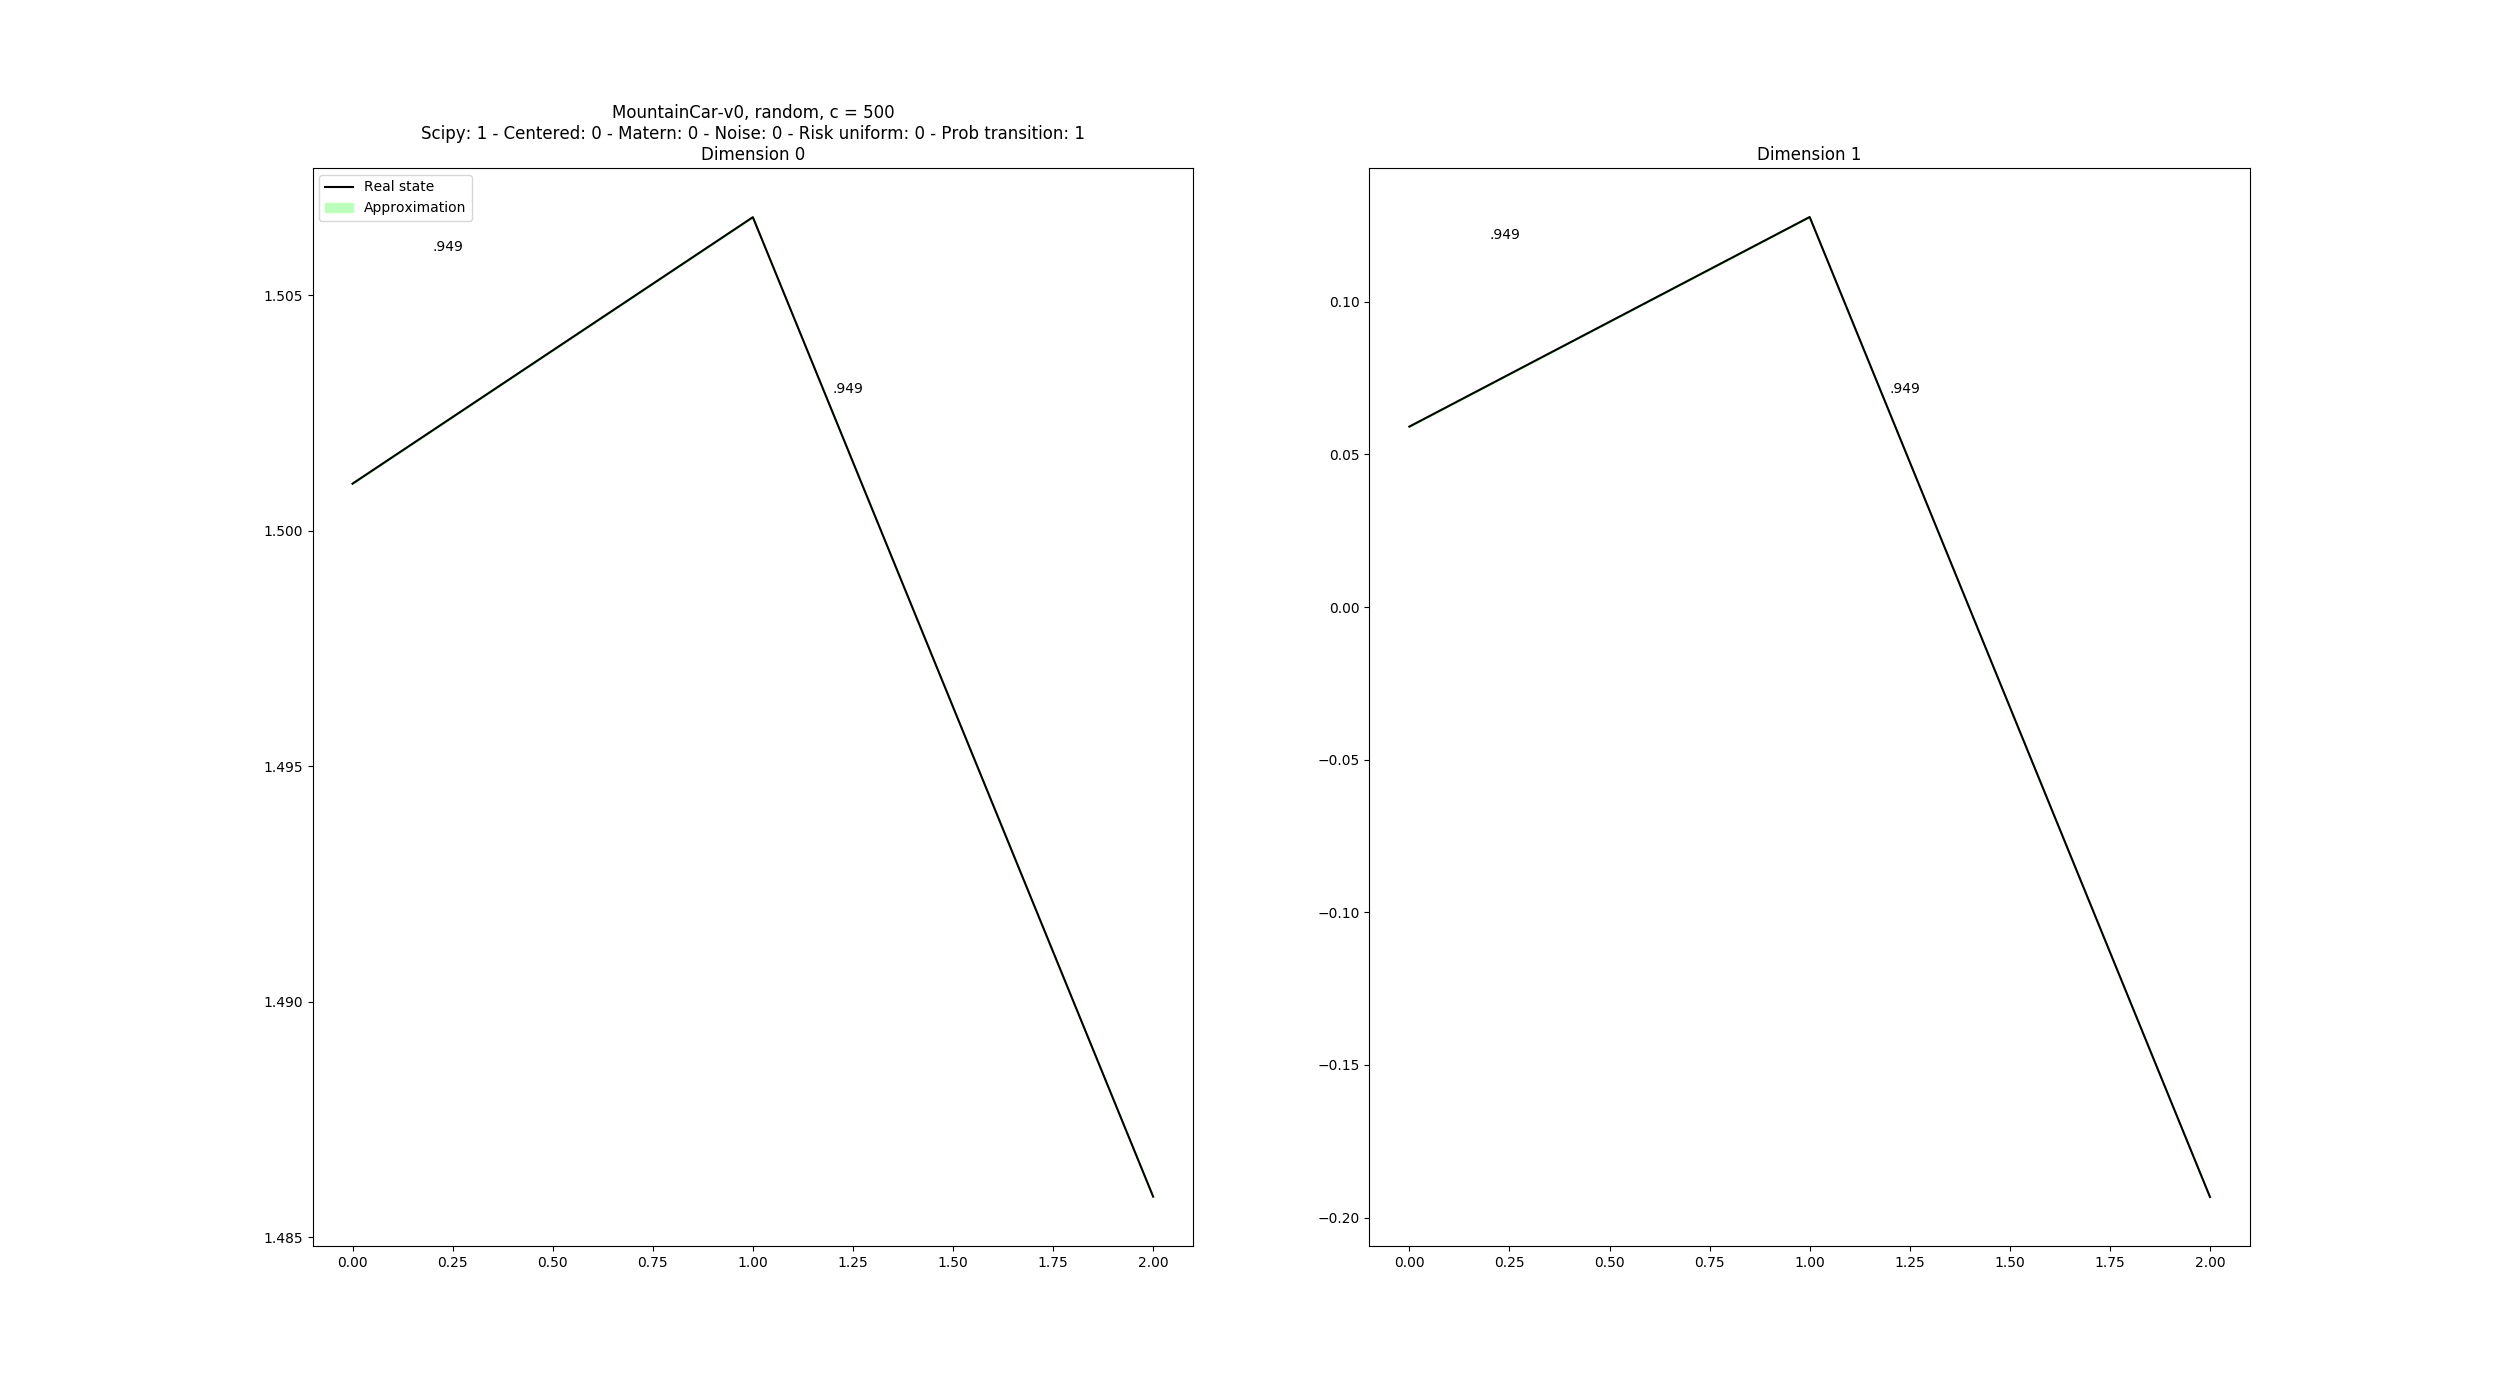 MountainCar-v0, random, c = 500
Scipy: 1 - Centered: 0 - Matern: 0 - Noise: 0 - Risk uniform: 0 - Prob transition: 1
Dimension 0
Real state
Approximation
.949
.949
1.505
1.500
1.495
1.490
1.485
0.00 0.25 0.50 0.75 1.00 1.25 1.50 1.75 2.00
Dimension 1
.949
.949
0.10
0.05
0.00
−0.05
−0.10
−0.15
−0.20
0.00 0.25 0.50 0.75 1.00 1.25 1.50 1.75 2.00